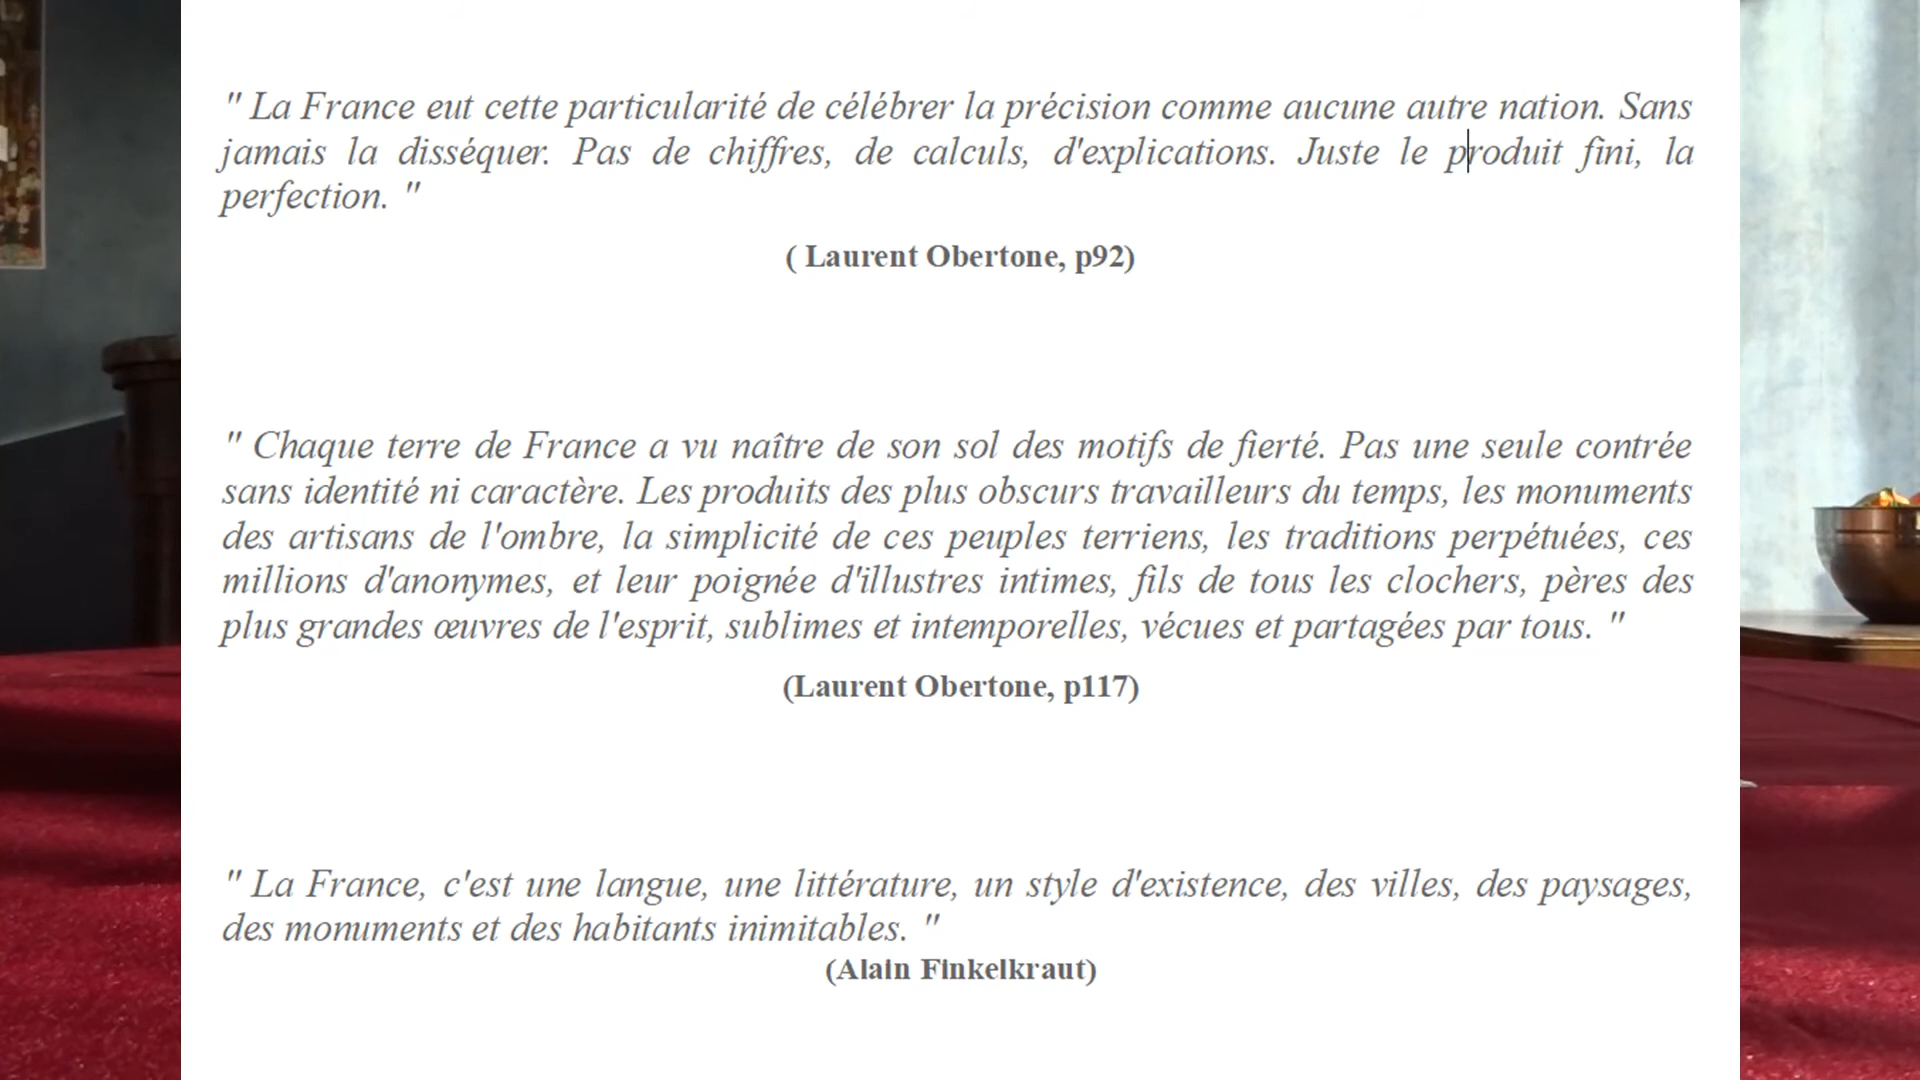 " La France eut cette particularité de célébrer la précision comme aucune autre nation. Sans
jamais la disséquer. Pas de chiffres, de calculs, d'explications. Juste le produit fini, la
perfection. "
( Laurent Obertone, p92)
" Chaque terre de France a vu naître de son sol des motifs de fierté. Pas une seule contrée
sans identité ni caractère. Les produits des plus obscurs travailleurs du temps, les monuments
des artisans de l'ombre, la simplicité de ces peuples terriens, les traditions perpétuées, ces
millions d'anonymes, et leur poignée d'illustres intimes, fils de tous les clochers, pères des
plus grandes œuvres de l'esprit, sublimes et intemporelles, vécues et partagées par tous. "
(Laurent Obertone, p117)
" La France, c'est une langue, une littérature, un style d'existence, des villes, des paysages,
des monuments et des habitants inimitables. "
(Alain Finkelkraut)